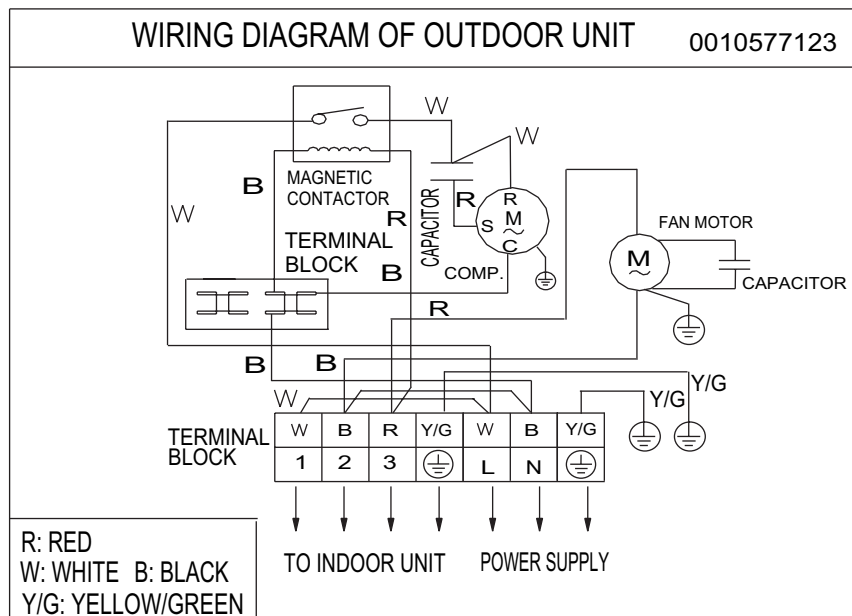 WIRING DIAGRAM OF OUTDOOR UNIT 0010577123
W
W
MAGNETIC
CONTACTOR
B
W
R
CAPACITOR
R
R
S M
C
COMP.
TERMINAL
BLOCK
B
FAN MOTOR
M
CAPACITOR
R
B B
Y/G
Y/G
W
TERMINAL
BLOCK
W B R Y/G W B Y/G
1 2 3 L N
TO INDOOR UNIT POWER SUPPLY
R: RED
W: WHITE B: BLACK
Y/G: YELLOW/GREEN